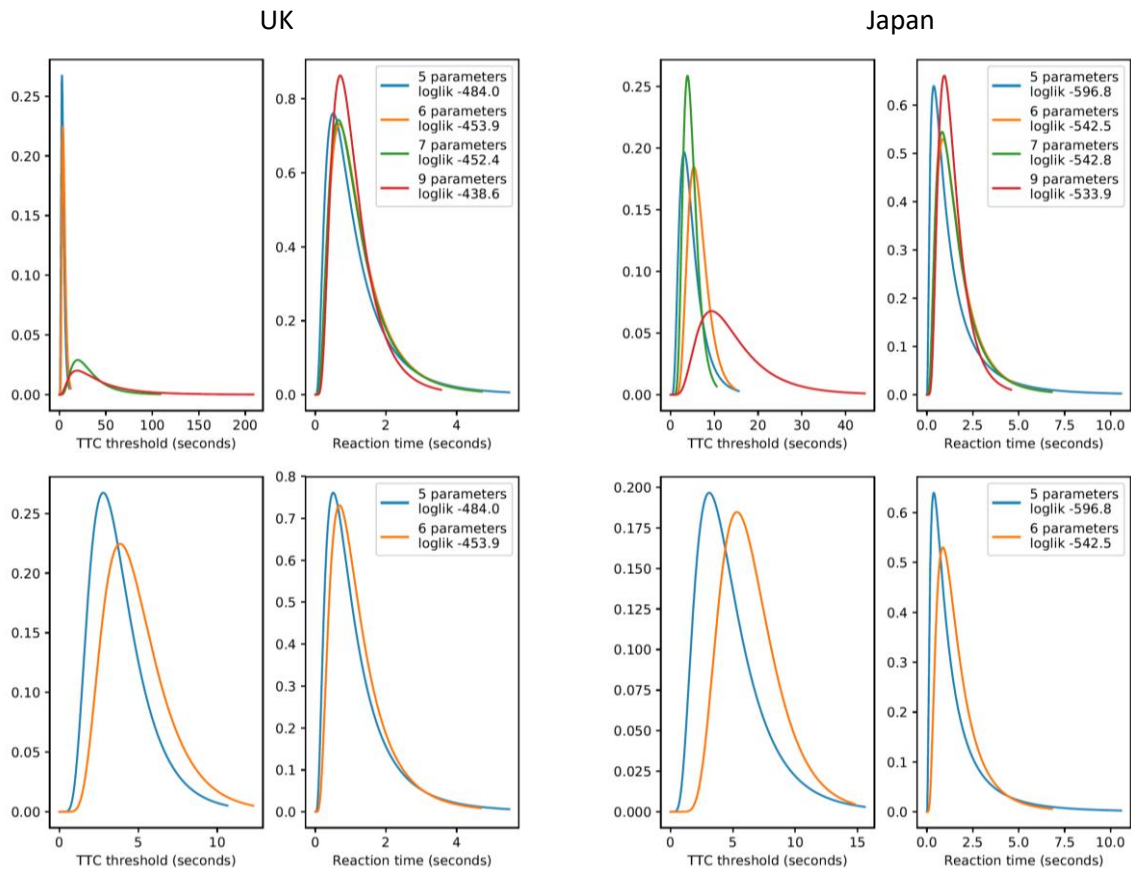 UK
Japan
0.25
0.20
0.15
0.10
0.05
0.00
0 50 100 150 200
TTC threshold (seconds)
0.8
0.6
0.4
0.2
0.0
0 2 4
Reaction time (seconds)
5 parameters
loglik -484.0
6 parameters
loglik -453.9
7 parameters
loglik -452.4
9 parameters
loglik -438.6
0.25
0.20
0.15
0.10
0.05
0.00
0 10 20 30 40
TTC threshold (seconds)
0.6
0.5
0.4
0.3
0.2
0.1
0.0
0.0 2.5 5.0 7.5 10.0
Reaction time (seconds)
5 parameters
loglik -596.8
6 parameters
loglik -542.5
7 parameters
loglik -542.8
9 parameters
loglik -533.9
0.25
0.20
0.15
0.10
0.05
0.00
0 5 10
TTC threshold (seconds)
0.8
0.7
0.6
0.5
0.4
0.3
0.2
0.1
0.0
0 2 4
Reaction time (seconds)
5 parameters
loglik -484.0
6 parameters
loglik -453.9
0.200
0.175
0.150
0.125
0.100
0.075
0.050
0.025
0.000
0 5 10 15
TTC threshold (seconds)
0.6
0.5
0.4
0.3
0.2
0.1
0.0
0.0 2.5 5.0 7.5 10.0
Reaction time (seconds)
5 parameters
loglik -596.8
6 parameters
loglik -542.5